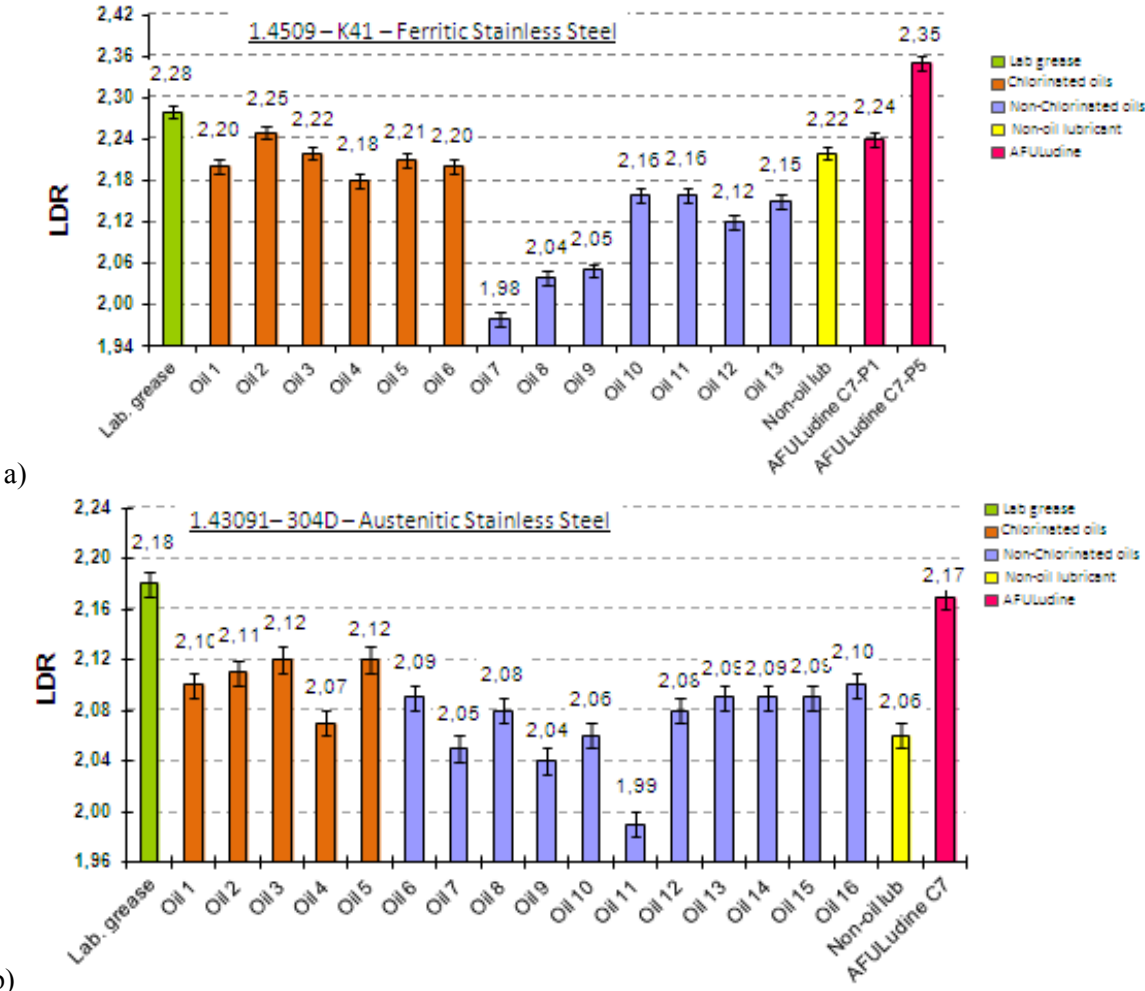 2,42
1.4509 – K41 – Ferritic Stainless Steel
2,36
2,30
2,24
2,18
2,12
2,06
2,00
1,94
LDR
2,28
2,20
2,25
2,22
2,18
2,21
2,20
1,98
2,04
2,05
2,16
2,16
2,12
2,15
2,22
2,24
2,35
Lab grease
Chlorinated oils
Non-Chlorinated oils
Non-oil lubricant
AFULudine
Lab. grease
Oil 1
Oil 2
Oil 3
Oil 4
Oil 5
Oil 6
Oil 7
Oil 8
Oil 9
Oil 10
Oil 11
Oil 12
Oil 13
Non-oil lub
AFULudine C7-P1
AFULudine C7-P5
a)
2,24
1.43091– 304D – Austenitic Stainless Steel
2,20
2,16
2,12
2,08
2,04
2,00
1,96
LDR
2,18
2,10
2,11
2,12
2,07
2,12
2,09
2,05
2,08
2,04
2,06
1,99
2,08
2,09
2,09
2,09
2,10
2,06
2,17
Lab grease
Chlorinated oils
Non-Chlorinated oils
Non-oil lubricant
AFULudine
Lab. grease
Oil 1
Oil 2
Oil 3
Oil 4
Oil 5
Oil 6
Oil 7
Oil 8
Oil 9
Oil 10
Oil 11
Oil 12
Oil 13
Oil 14
Oil 15
Oil 16
Non-oil lub
AFULudine C7
b)